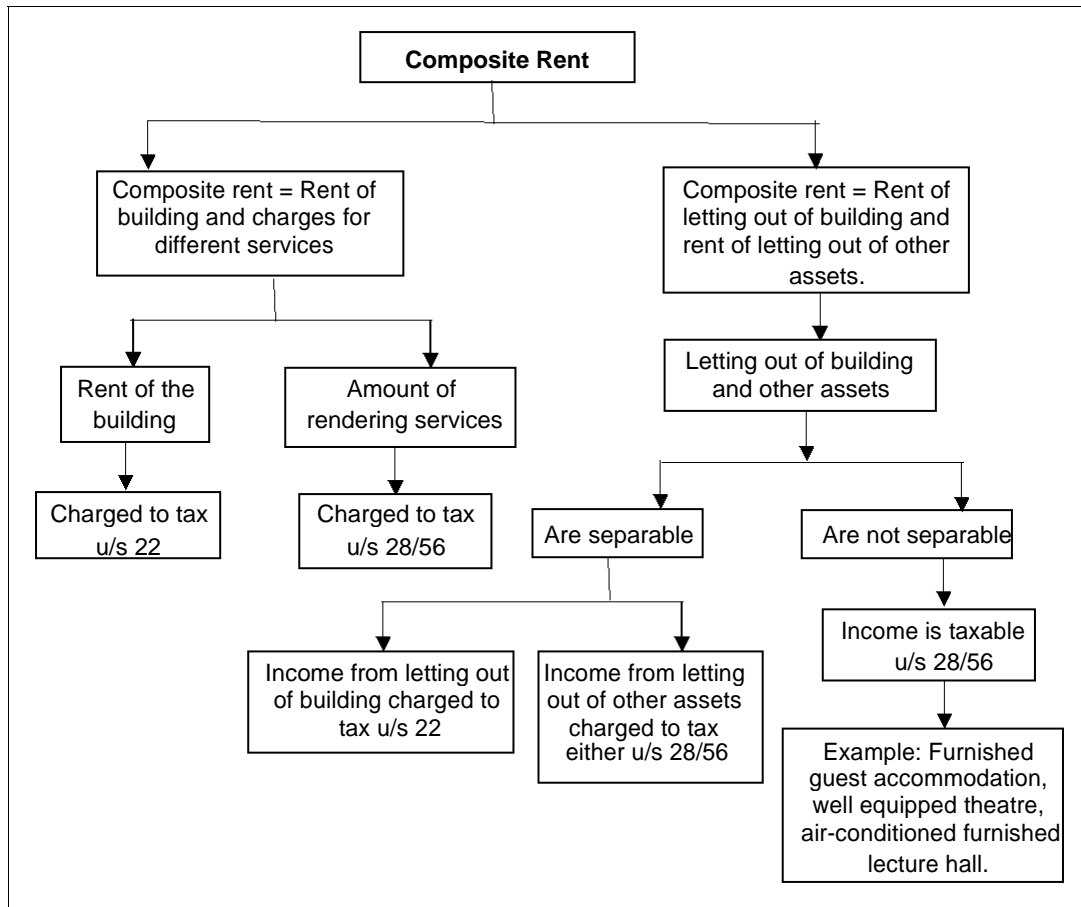 Composite Rent
Composite rent = Rent of
building and charges for
different services
Composite rent = Rent of
letting out of building and
rent of letting out of other
assets.
Rent of the
building
Amount of
rendering services
Letting out of building
and other assets
Charged to tax
u/s 22
Charged to tax
u/s 28/56
Are separable
Are not separable
Income from letting out
of building charged to
tax u/s 22
Income from letting
out of other assets
charged to tax
either u/s 28/56
Income is taxable
u/s 28/56
Example: Furnished
guest accommodation,
well equipped theatre,
air-conditioned furnished
lecture hall.